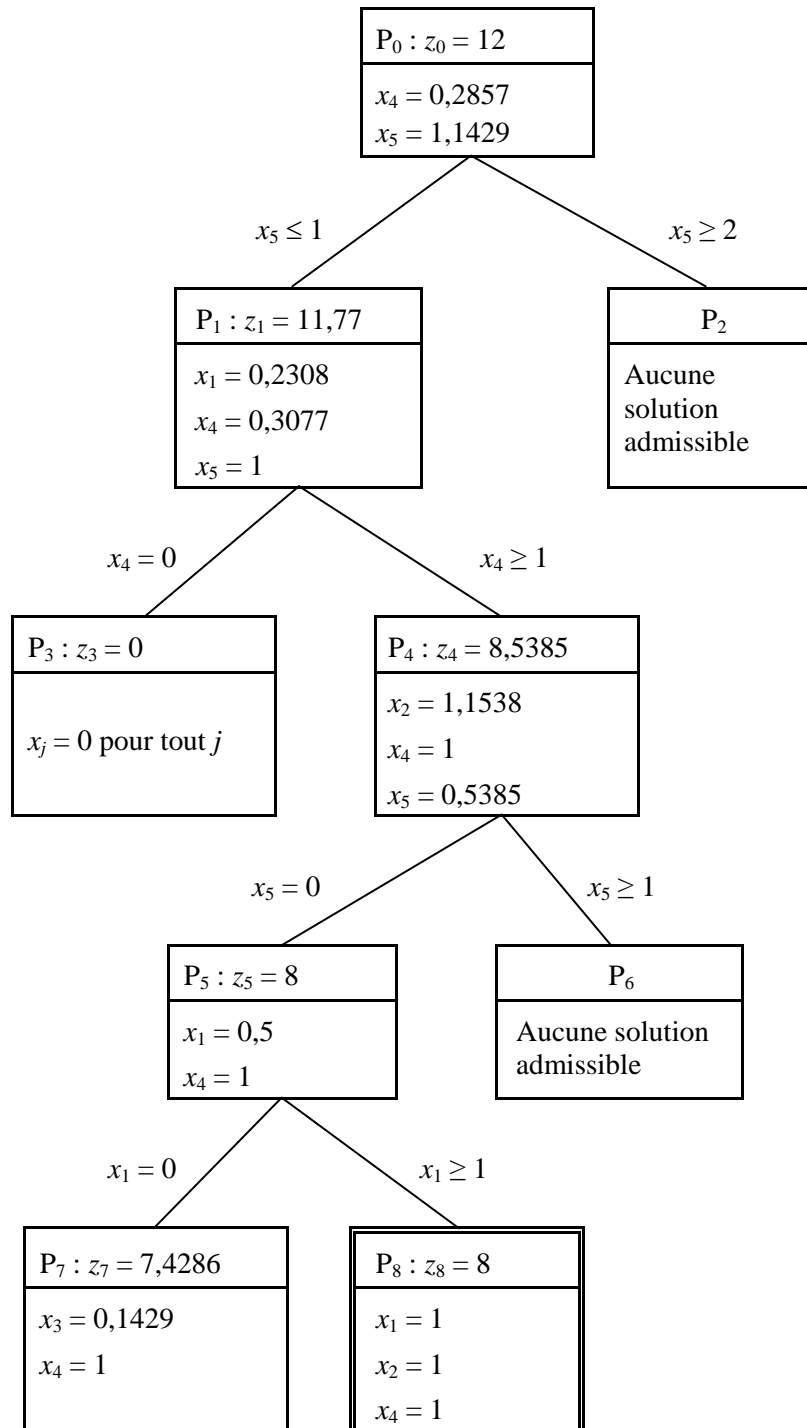 P₀ : z₀ = 12
x₄ = 0,2857
x₅ = 1,1429
x₅ ≤ 1
x₅ ≥ 2
P₁ : z₁ = 11,77
x₁ = 0,2308
x₄ = 0,3077
x₅ = 1
P₂
Aucune
solution
admissible
x₄ = 0
x₄ ≥ 1
P₃ : z₃ = 0
xⱼ = 0 pour tout j
P₄ : z₄ = 8,5385
x₂ = 1,1538
x₄ = 1
x₅ = 0,5385
x₅ = 0
x₅ ≥ 1
P₅ : z₅ = 8
x₁ = 0,5
x₄ = 1
P₆
Aucune solution
admissible
x₁ = 0
x₁ ≥ 1
P₇ : z₇ = 7,4286
x₃ = 0,1429
x₄ = 1
P₈ : z₈ = 8
x₁ = 1
x₂ = 1
x₄ = 1